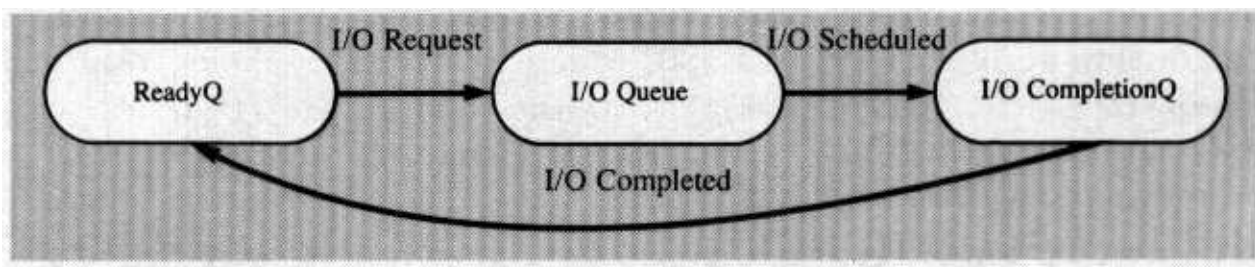 I/O Request
I/O Scheduled
ReadyQ
I/O Queue
I/O CompletionQ
I/O Completed